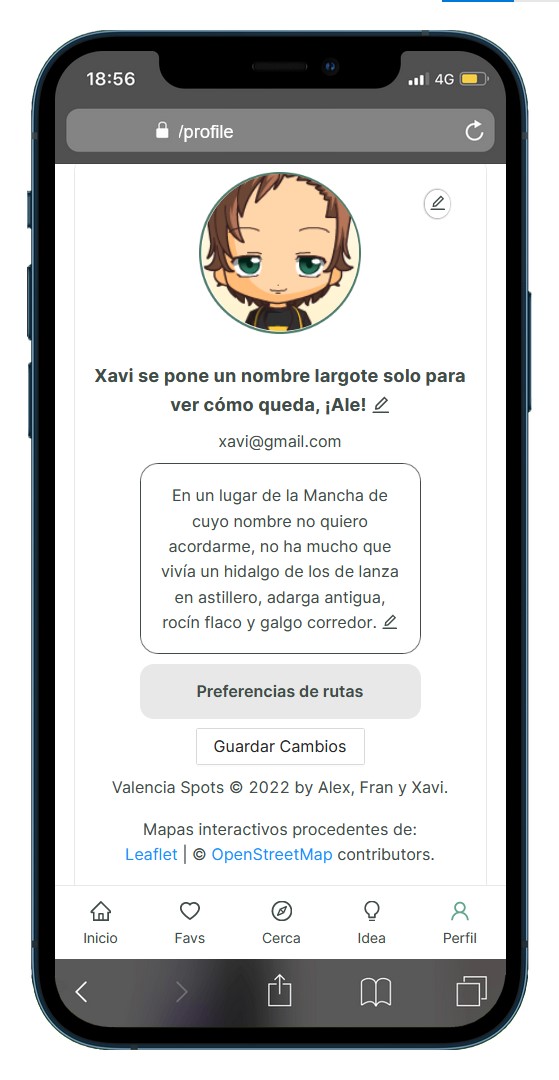 18:56
4G
/profile
Xavi se pone un nombre largote solo para
ver cómo queda, ¡Ale!
xavi@gmail.com
En un lugar de la Mancha de
cuyo nombre no quiero
acordarme, no ha mucho que
vivía un hidalgo de los de lanza
en astillero, adarga antigua,
rocín flaco y galgo corredor.
Preferencias de rutas
Guardar Cambios
Valencia Spots © 2022 by Alex, Fran y Xavi.
Mapas interactivos procedentes de:
Leaflet | © OpenStreetMap contributors.
Inicio Favs Cerca Idea Perfil